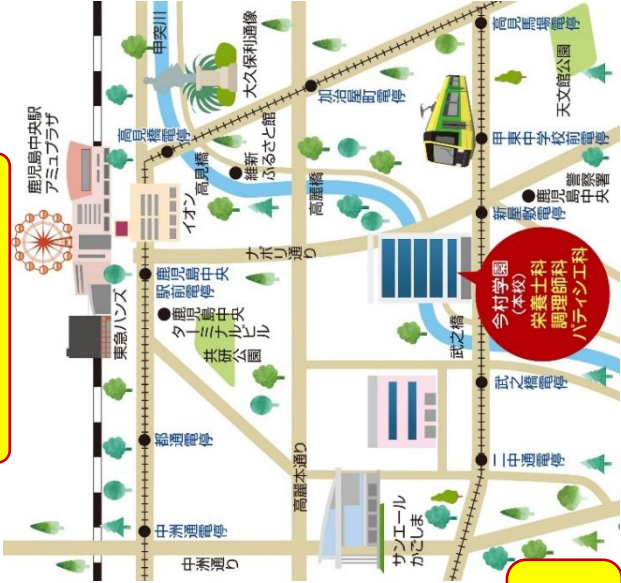 鹿児島中央駅
アミュプラザ
東急ハンズ
イオン
甲突川
大久保利通像
高見橋電停
高見橋
維新
ふるさと館
加治屋町電停
高麗橋
ナポリ通り
鹿児島中央
駅前電停
鹿児島中央
ターミナルビル
共研公園
都通電停
中洲通電停
中洲通り
高麗本通り
高見馬場電停
天文館公園
甲東中学校前電停
鹿児島中央
警察署
新屋敷電停
今村学園
(本校)
栄養士科
調理師科
パティシエ科
武之橋
武之橋電停
二中通電停
サンエール
かごしま